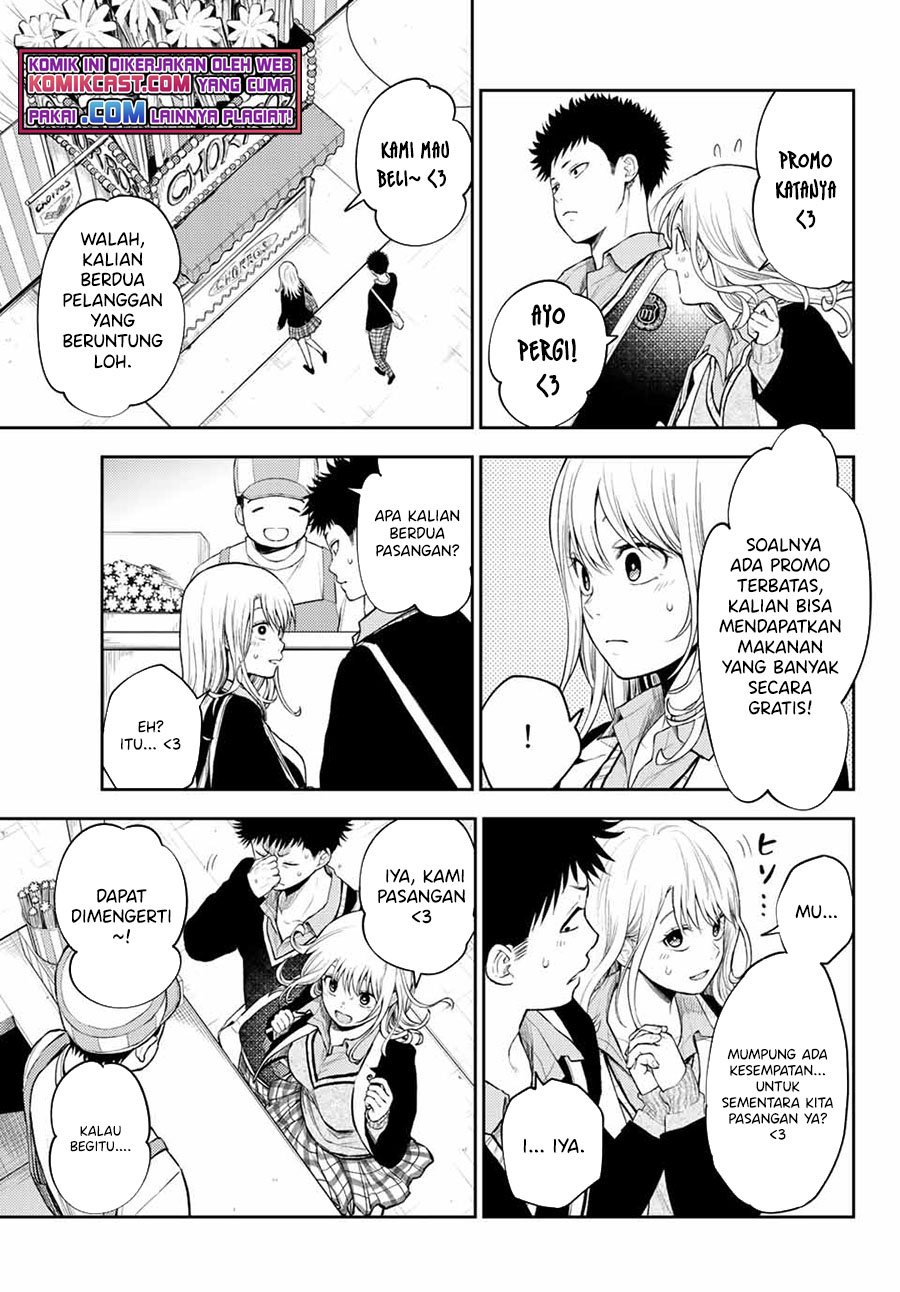 KOMIK INI DIKERJAKAN OLEH WEB
KOMIKCAST.COM YANG CUMA
PAKAI .COM LAINNYA PLAGIAT!
PROMO
KATANYA
<3
AYO
PERGI!
<3
KAMI MAU
BELI~ <3
CHOPPOS
WALAH,
KALIAN
BERDUA
PELANGGAN
YANG
BERUNTUNG
LOH.
SOALNYA
ADA PROMO
TERBATAS,
KALIAN BISA
MENDAPATKAN
MAKANAN
YANG BANYAK
SECARA
GRATIS!
!
APA KALIAN
BERDUA
PASANGAN?
EH?
ITU... <3
MU...
ヒソ...
MUMPUNG ADA
KESEMPATAN...
UNTUK
SEMENTARA KITA
PASANGAN YA?
<3
I... IYA.
IYA, KAMI
PASANGAN
<3
DAPAT
DIMENGERTI
~!
KALAU
BEGITU....